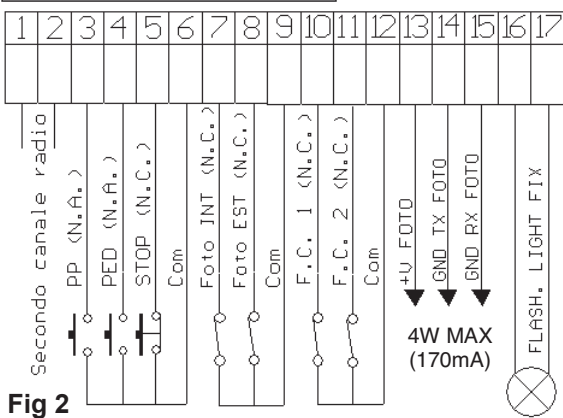 1 2 3 4 5 6 7 8 9 10 11 12 13 14 15 16 17
Secondo canale radio
PP (N.A.)
PED (N.A.)
STOP (N.C.)
Com
Foto INT (N.C.)
Foto EST (N.C.)
Com
F.C. 1 (N.C.)
F.C. 2 (N.C.)
Com
+V FOTO
GND TX FOTO
GND RX FOTO
FLASH. LIGHT FIX
4W MAX
(170mA)
Fig 2